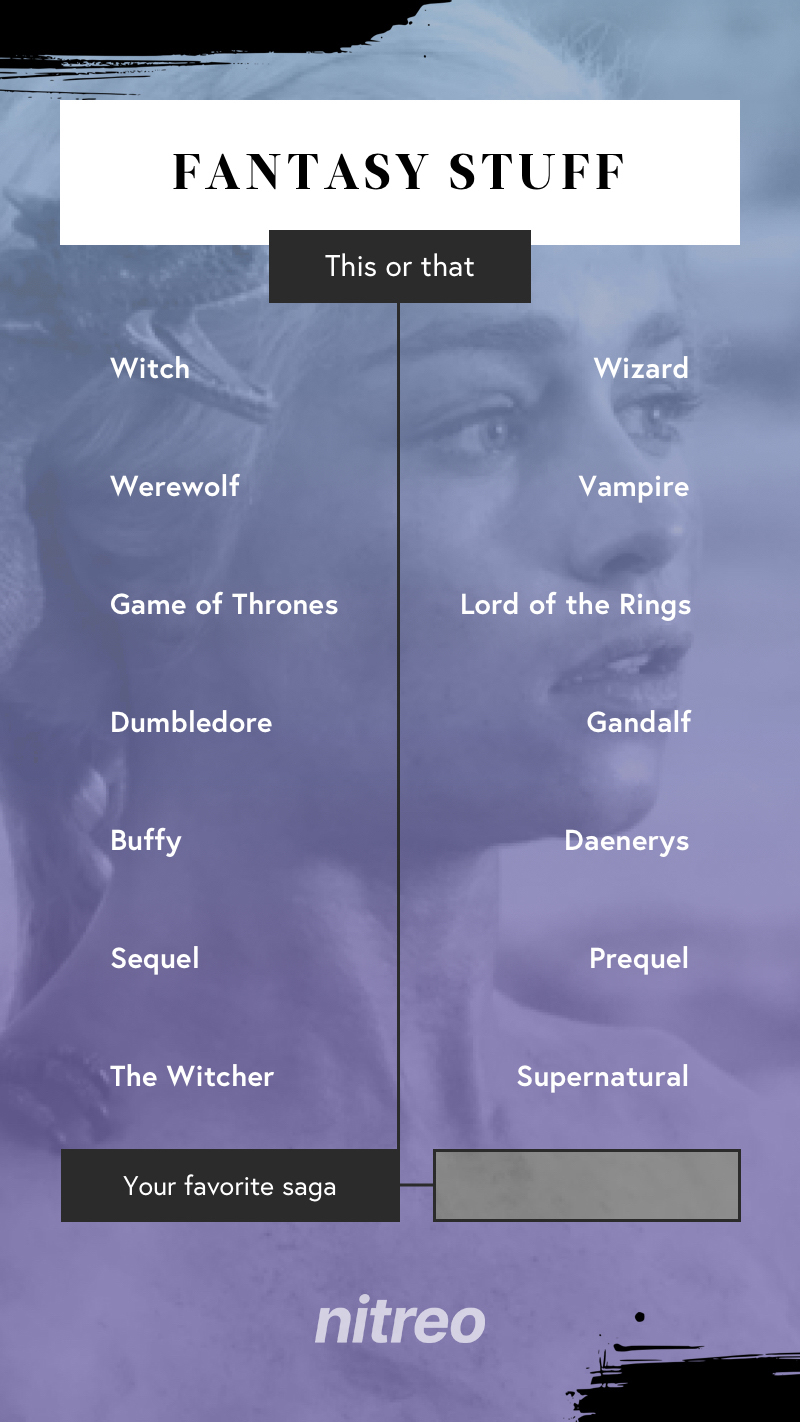 FANTASY STUFF
This or that
Witch
Wizard
Werewolf
Vampire
Game of Thrones
Lord of the Rings
Dumbledore
Gandalf
Buffy
Daenerys
Sequel
Prequel
The Witcher
Supernatural
Your favorite saga
nitreo